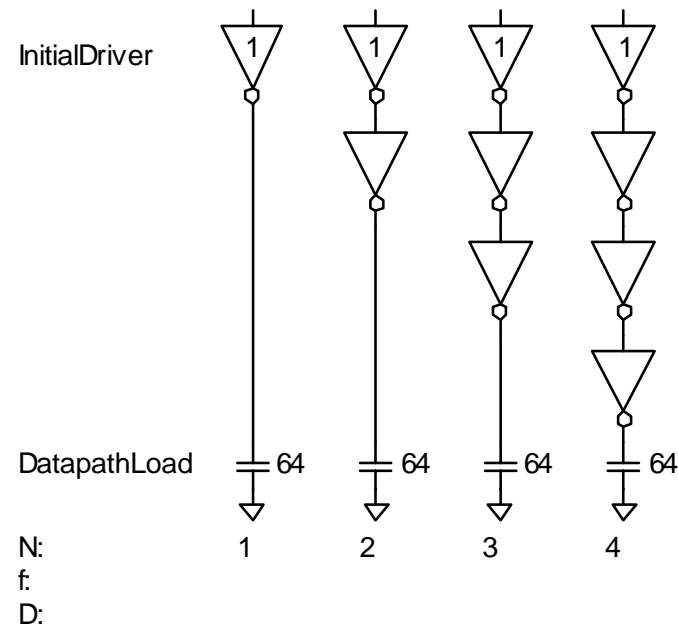 InitialDriver 1 1 1 1
DatapathLoad 64 64 64 64
N: 1 2 3 4
f:
D: